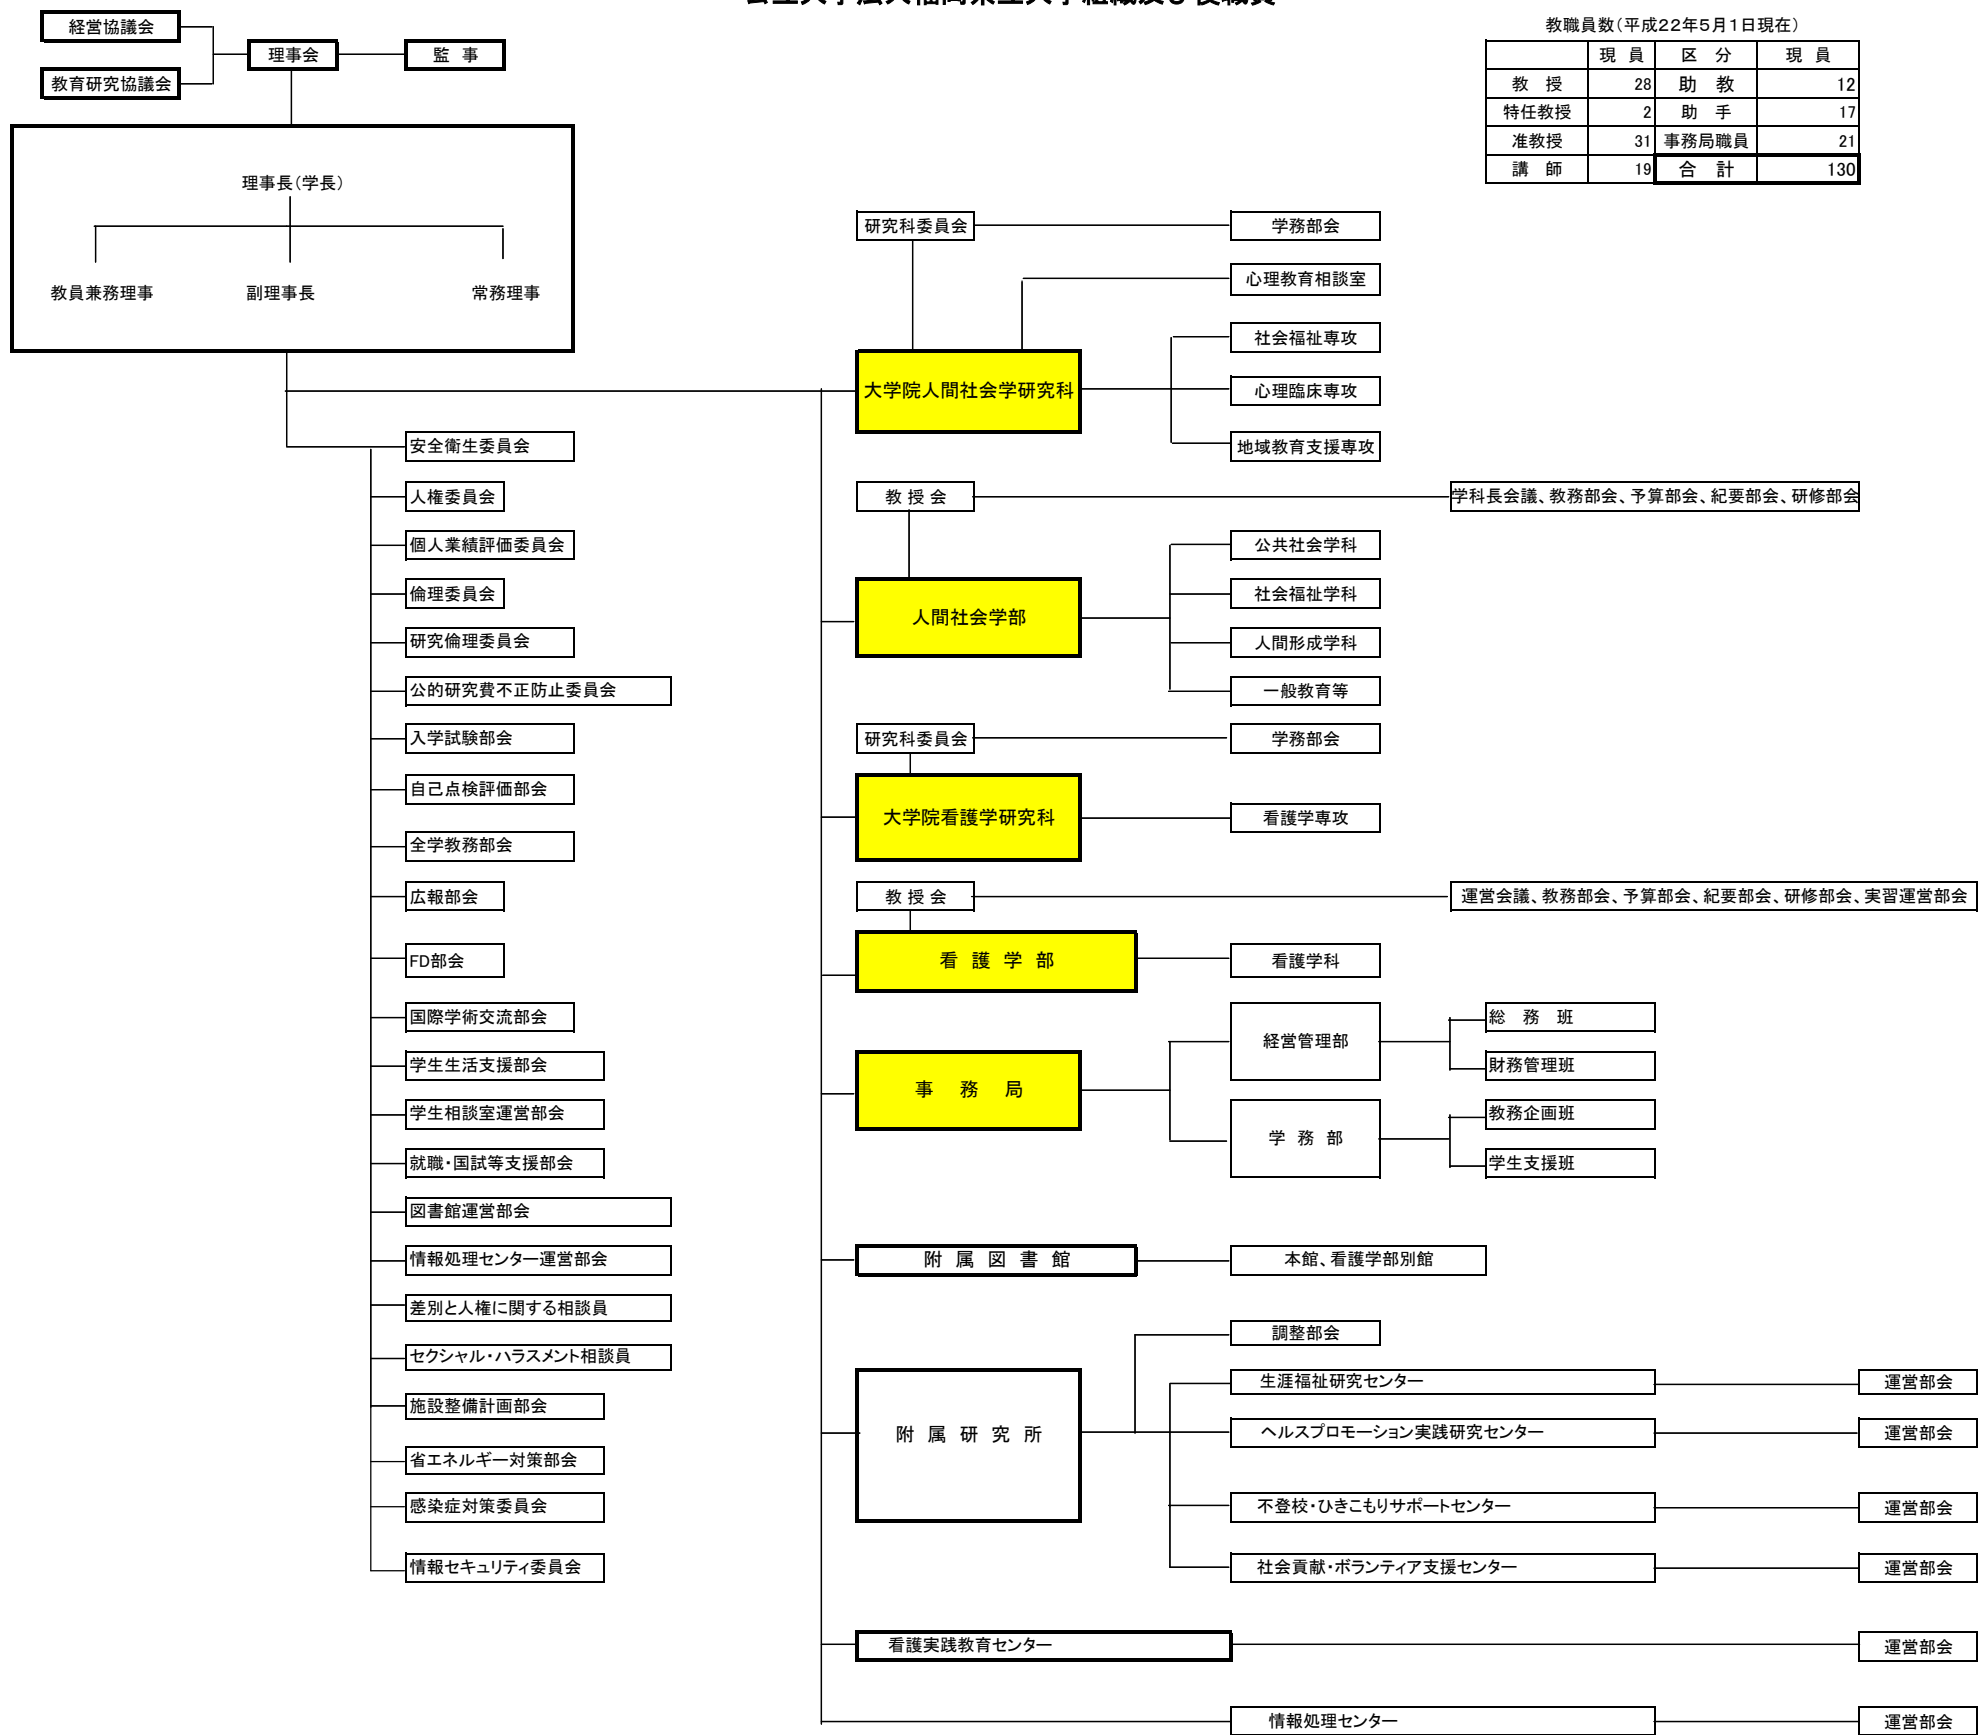 経営協議会
理事会
監 事
教育研究協議会
理事長(学長)
教員兼務理事 副理事長 常務理事
教職員数(平成22年5月1日現在)
現 員 区 分 現 員
教 授 28 助 教 12
特任教授 2 助 手 17
准教授 31 事務局職員 21
講 師 19 合 計 130
安全衛生委員会
人権委員会
個人業績評価委員会
倫理委員会
研究倫理委員会
公的研究費不正防止委員会
入学試験部会
自己点検評価部会
全学教務部会
広報部会
FD部会
国際学術交流部会
学生生活支援部会
学生相談室運営部会
就職・国試等支援部会
図書館運営部会
情報処理センター運営部会
差別と人権に関する相談員
セクシャル・ハラスメント相談員
施設整備計画部会
省エネルギー対策部会
感染症対策委員会
情報セキュリティ委員会
研究科委員会
学務部会
心理教育相談室
大学院人間社会学研究科
社会福祉専攻
心理臨床専攻
地域教育支援専攻
教 授 会
学科長会議、教務部会、予算部会、紀要部会、研修部会
人間社会学部
公共社会学科
社会福祉学科
人間形成学科
一般教育等
研究科委員会
学務部会
大学院看護学研究科
看護学専攻
教 授 会
運営会議、教務部会、予算部会、紀要部会、研修部会、実習運営部会
看 護 学 部
看護学科
事 務 局
経営管理部
総 務 班
財務管理班
学 務 部
教務企画班
学生支援班
附 属 図 書 館
本館、看護学部別館
附 属 研 究 所
調整部会
生涯福祉研究センター
運営部会
ヘルスプロモーション実践研究センター
運営部会
不登校・ひきこもりサポートセンター
運営部会
社会貢献・ボランティア支援センター
運営部会
看護実践教育センター
運営部会
情報処理センター
運営部会